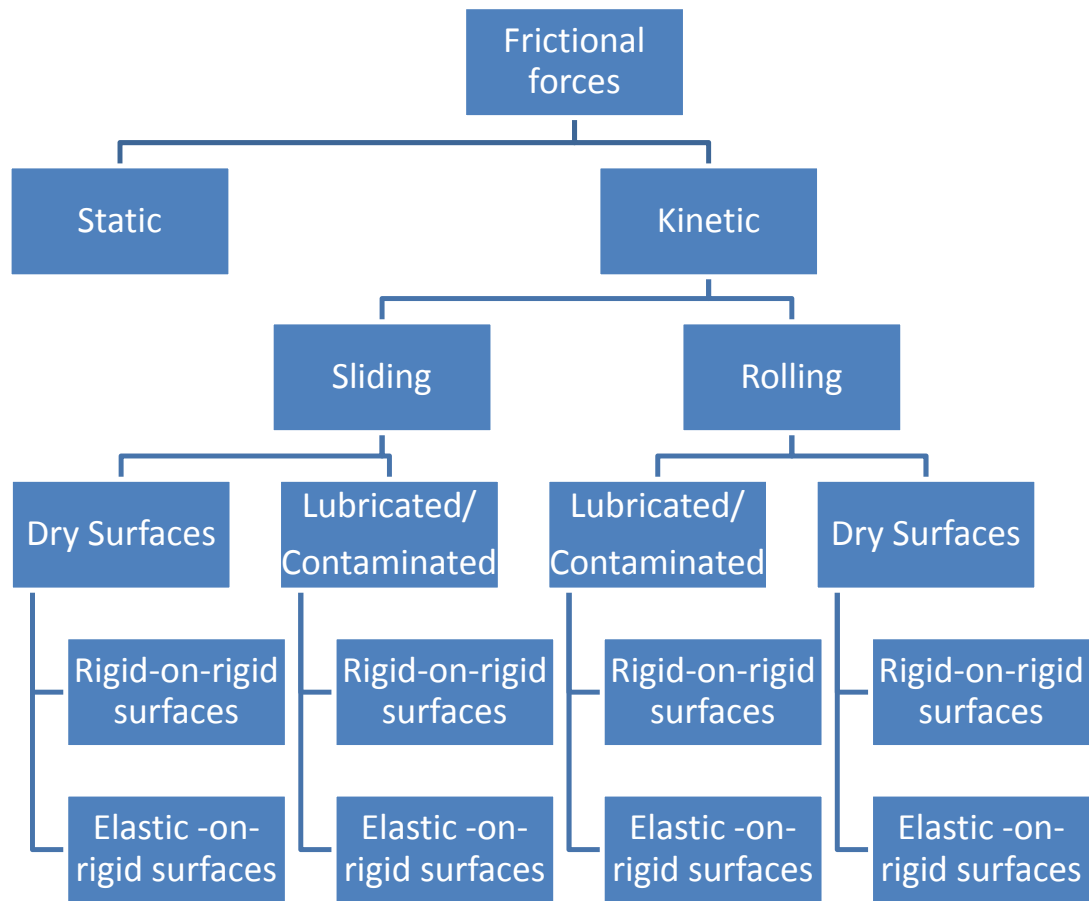 Frictional
forces
Static
Kinetic
Sliding
Rolling
Dry Surfaces
Lubricated/
Contaminated
Lubricated/
Contaminated
Dry Surfaces
Rigid-on-rigid
surfaces
Rigid-on-rigid
surfaces
Rigid-on-rigid
surfaces
Rigid-on-rigid
surfaces
Elastic -on-
rigid surfaces
Elastic -on-
rigid surfaces
Elastic -on-
rigid surfaces
Elastic -on-
rigid surfaces